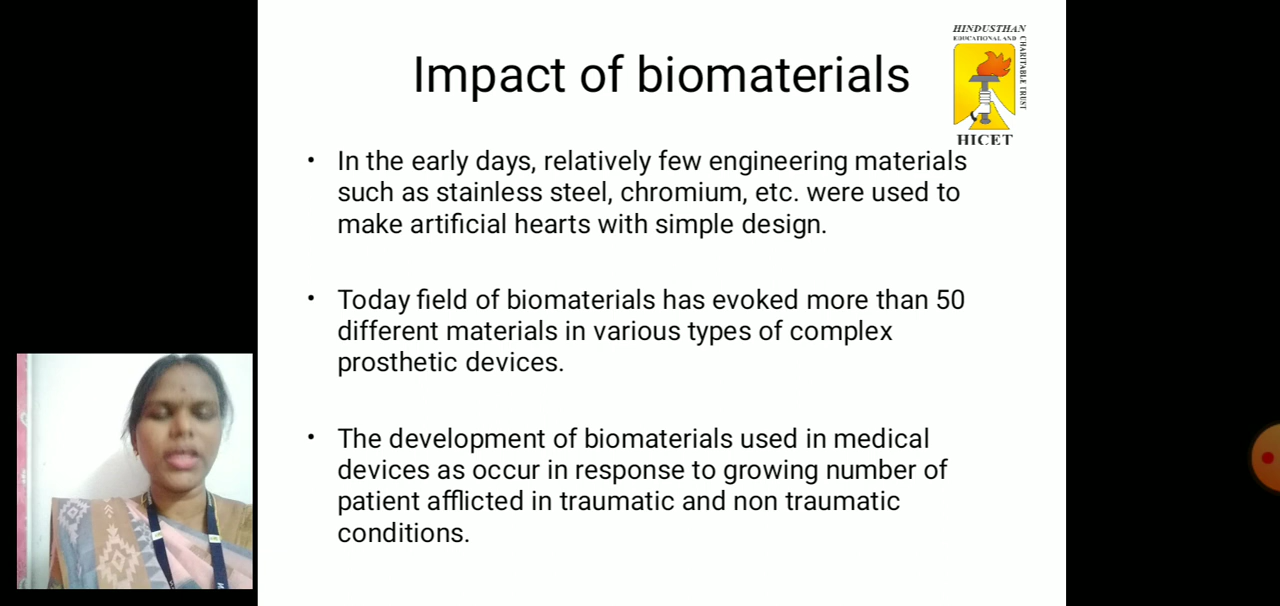 HINDUSTHAN
EDUCATIONAL AND
CHARITABLE TRUST
HICET
Impact of biomaterials
• In the early days, relatively few engineering materials
such as stainless steel, chromium, etc. were used to
make artificial hearts with simple design.
• Today field of biomaterials has evoked more than 50
different materials in various types of complex
prosthetic devices.
• The development of biomaterials used in medical
devices as occur in response to growing number of
patient afflicted in traumatic and non traumatic
conditions.